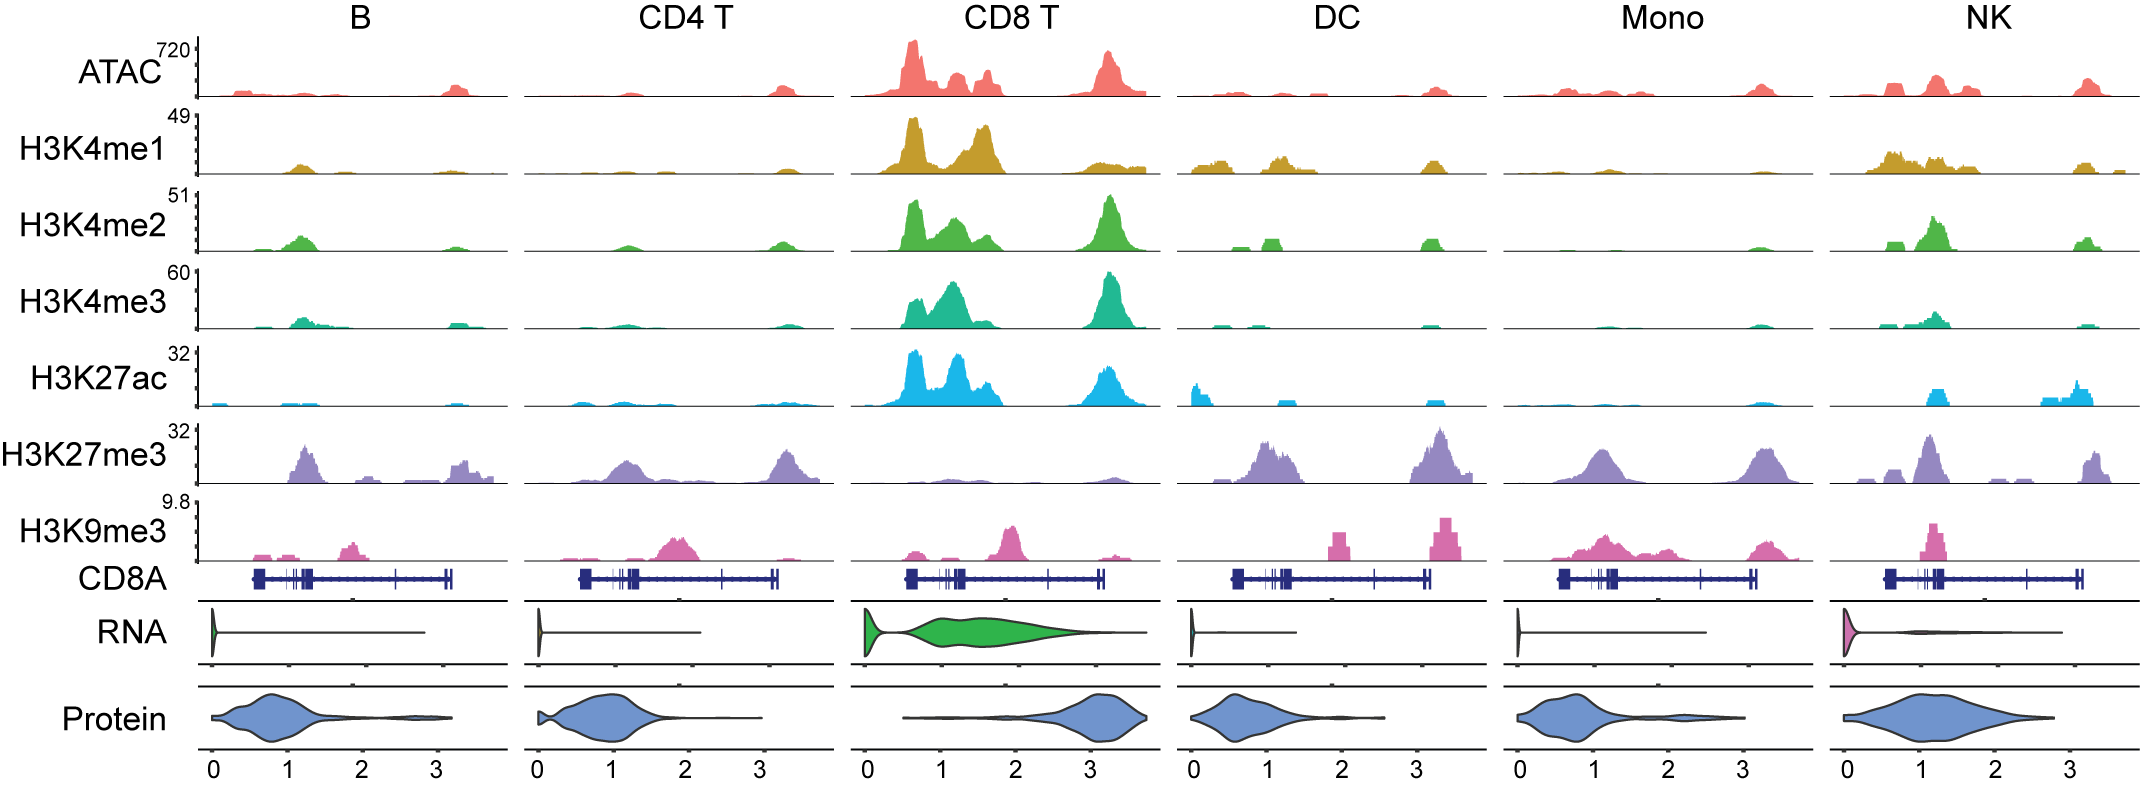 B CD4 T CD8 T DC Mono NK
ATAC 720
H3K4me1 49
H3K4me2 51
H3K4me3 60
H3K27ac 32
H3K27me3 32
H3K9me3 9.8
CD8A
RNA
Protein
0 1 2 3 0 1 2 3 0 1 2 3 0 1 2 3 0 1 2 3 0 1 2 3